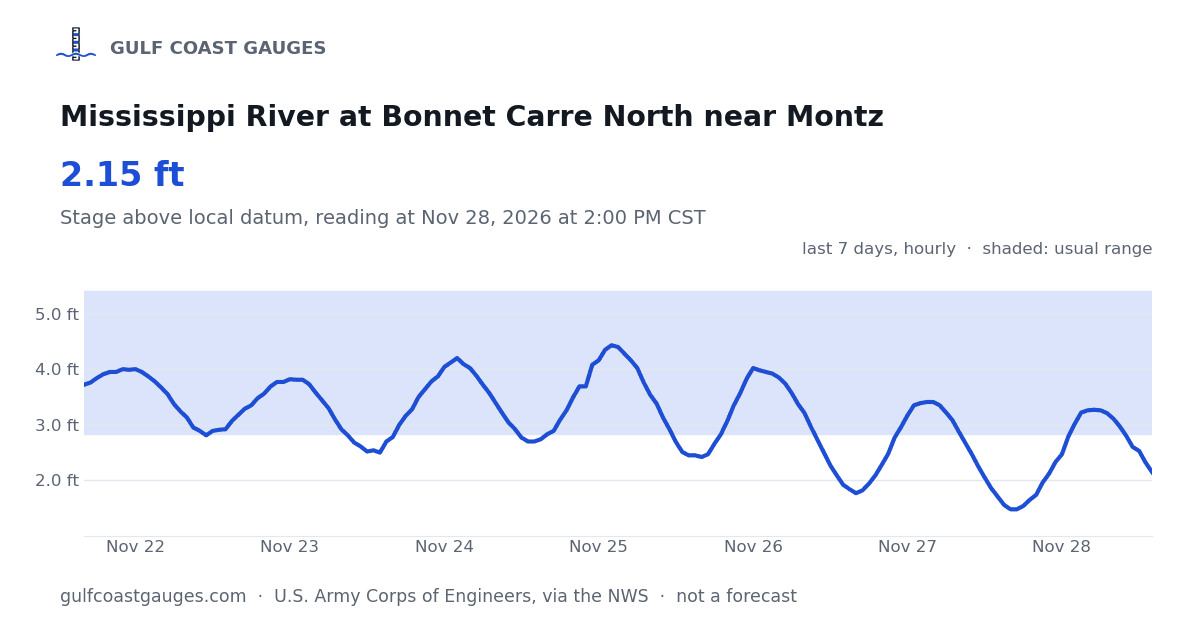 GULF COAST GAUGES
Mississippi River at Bonnet Carre North near Montz
2.15 ft
Stage above local datum, reading at Nov 28, 2026 at 2:00 PM CST
last 7 days, hourly · shaded: usual range
5.0 ft
4.0 ft
3.0 ft
2.0 ft
Nov 22 Nov 23 Nov 24 Nov 25 Nov 26 Nov 27 Nov 28
gulfcoastgauges.com · U.S. Army Corps of Engineers, via the NWS · not a forecast